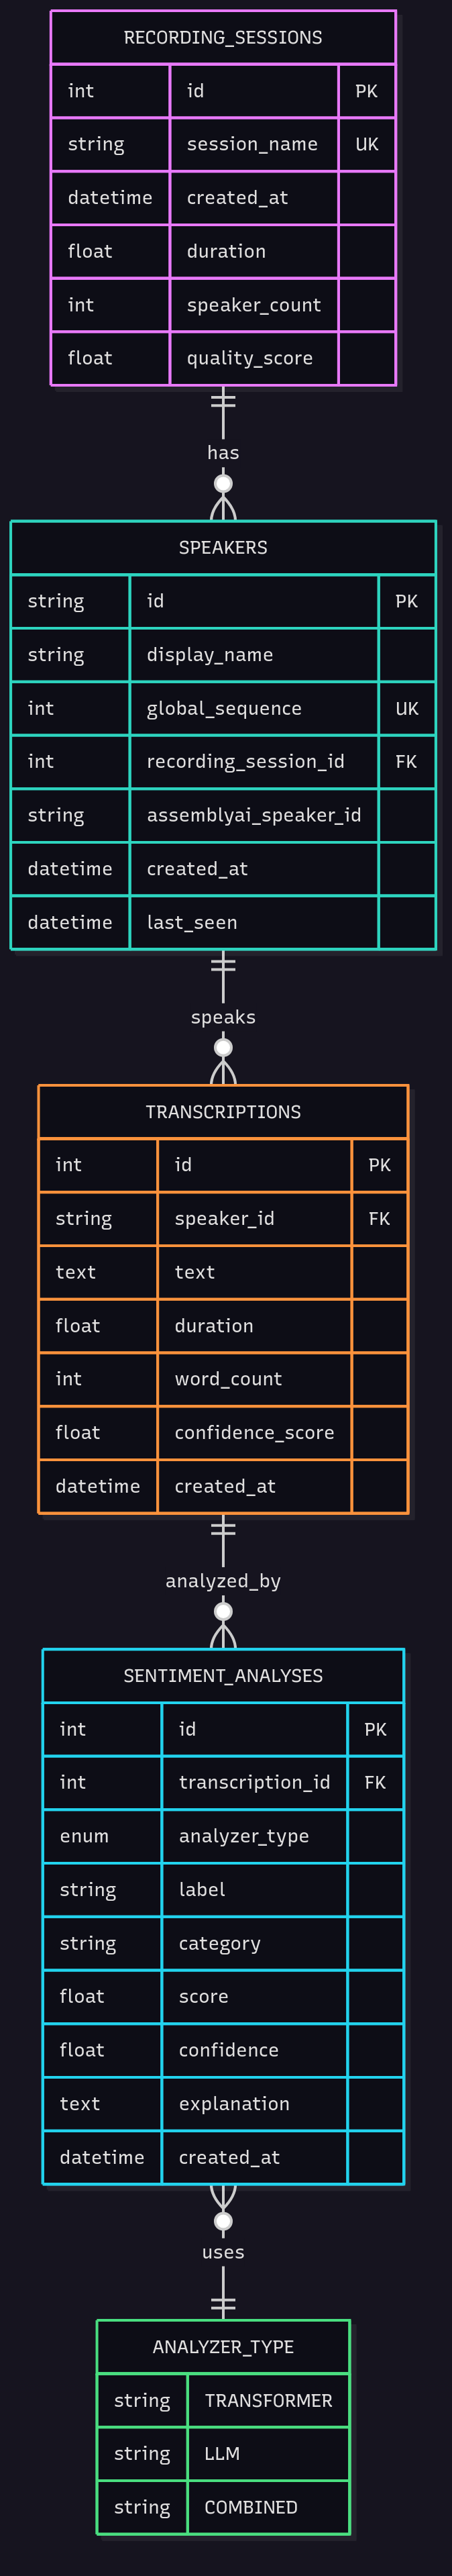 RECORDING_SESSIONS
int id PK
string session_name UK
datetime created_at
float duration
int speaker_count
float quality_score
has
SPEAKERS
string id PK
string display_name
int global_sequence UK
int recording_session_id FK
string assemblyai_speaker_id
datetime created_at
datetime last_seen
speaks
TRANSCRIPTIONS
int id PK
string speaker_id FK
text text
float duration
int word_count
float confidence_score
datetime created_at
analyzed_by
SENTIMENT_ANALYSES
int id PK
int transcription_id FK
enum analyzer_type
string label
string category
float score
float confidence
text explanation
datetime created_at
uses
ANALYZER_TYPE
string TRANSFORMER
string LLM
string COMBINED